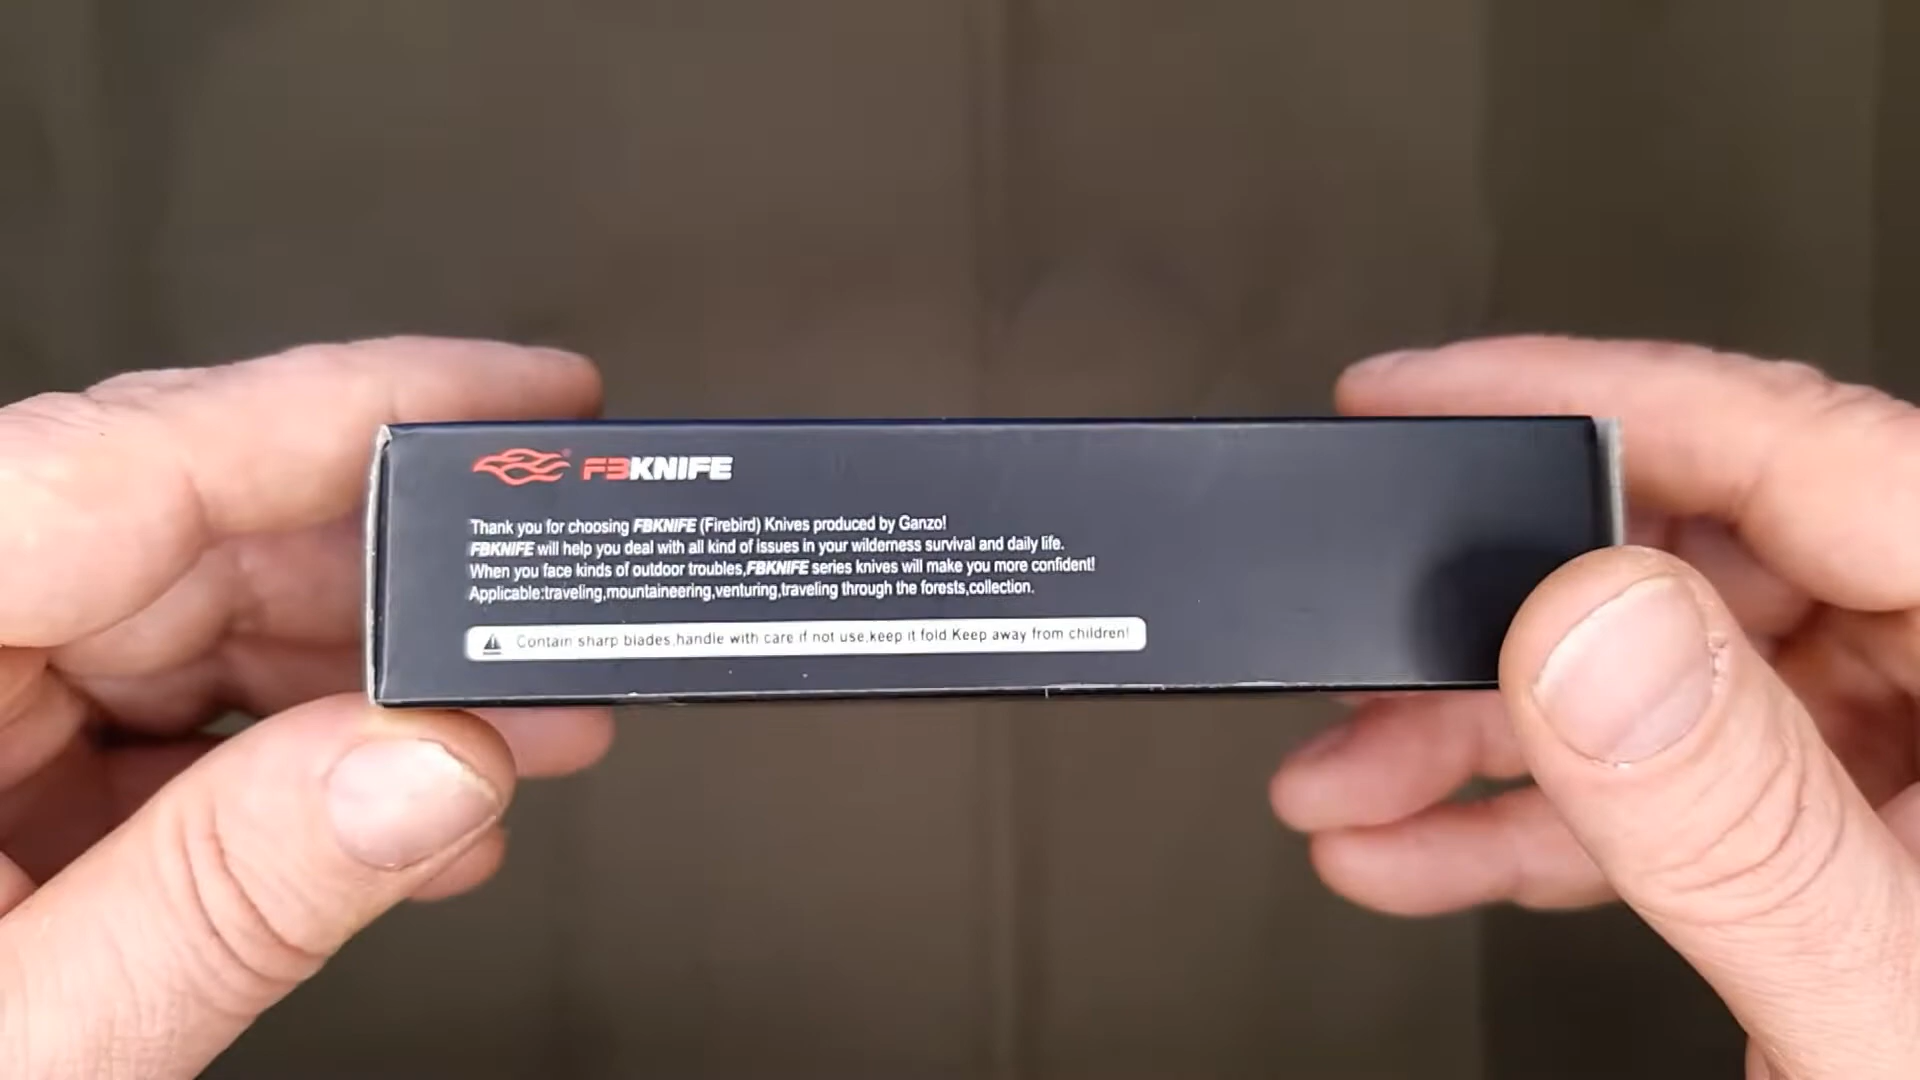 FBKNIFE
Thank you for choosing FBKNIFE (Firebird) Knives produced by Ganzo!
FBKNIFE will help you deal with all kind of issues in your wilderness survival and daily life.
When you face kinds of outdoor troubles,FBKNIFE series knives will make you more confident!
Applicable:traveling,mountaineering,venturing,traveling through the forests,collection.
Contain sharp blades,handle with care if not use,keep it fold.Keep away from children!